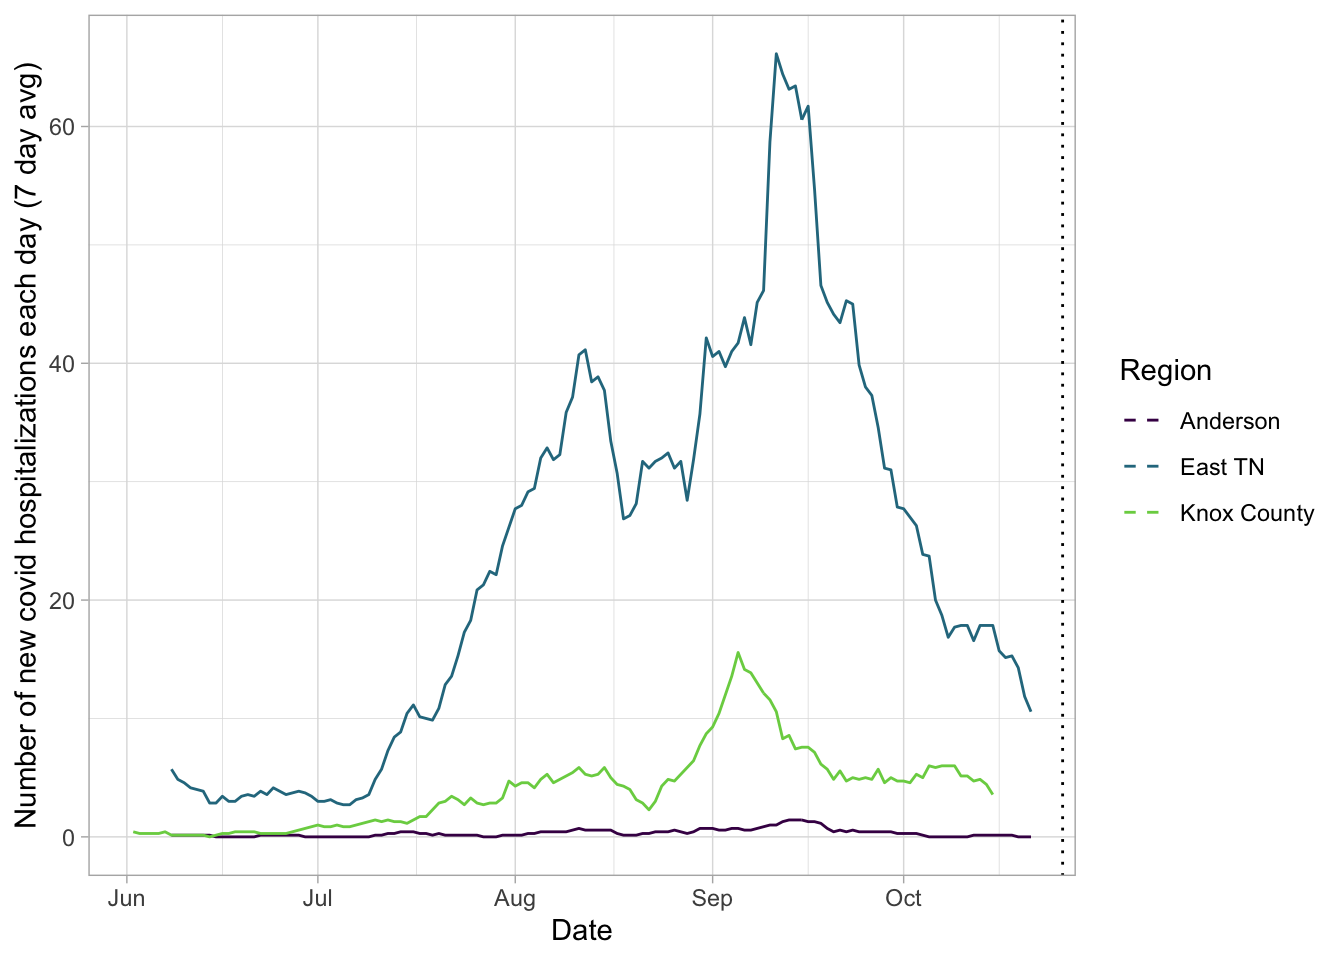 Number of new covid hospitalizations each day (7 day avg)
60
40
20
0
Jun Jul Aug Sep Oct
Date
Region
Anderson
East TN
Knox County